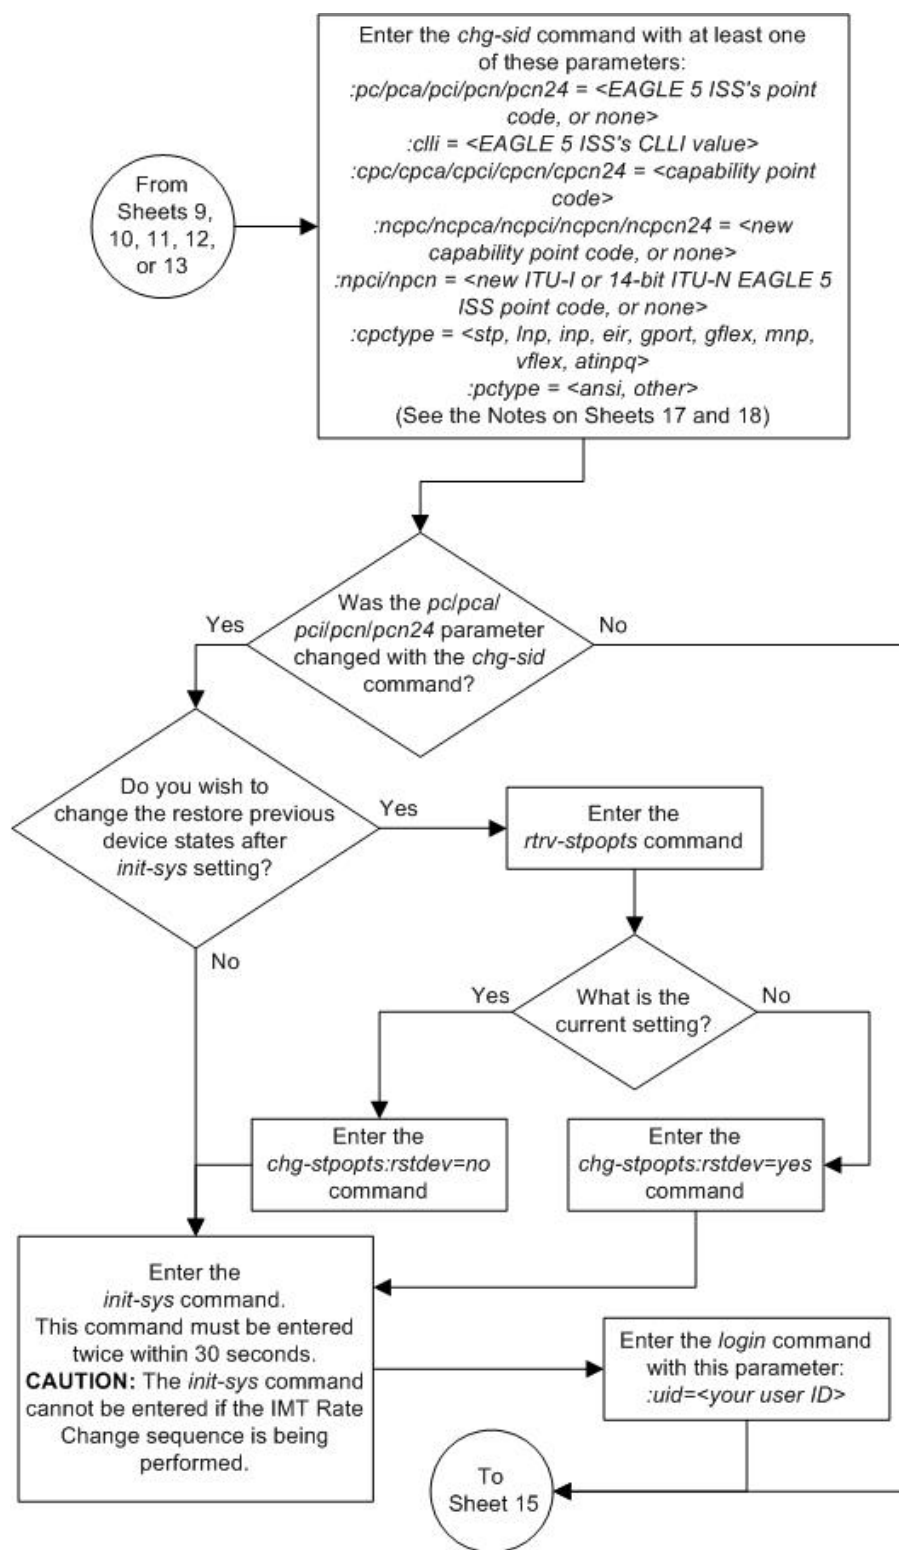 Enter the chg-sid command with at least one
of these parameters:
:pc/pca/pci/pcn/pcn24 = <EAGLE 5 ISS's point
code, or none>
:clli = <EAGLE 5 ISS's CLLI value>
:cpc/cpca/cpci/cpcn/cpcn24 = <capability point
code>
:ncpc/ncpca/ncpci/ncpcn/ncpcn24 = <new
capability point code, or none>
:npci/npcn = <new ITU-I or 14-bit ITU-N EAGLE 5
ISS point code, or none>
:cpctype = <stp, lnp, inp, eir, gport, gflex, mnp,
vflex, atinpq>
:pctype = <ansi, other>
(See the Notes on Sheets 17 and 18)
From
Sheets 9,
10, 11, 12,
or 13
Was the pc/pca/
pci/pcn/pcn24 parameter
changed with the chg-sid
command?
Yes
No
Do you wish to
change the restore previous
device states after
init-sys setting?
Yes
No
Enter the
rtrv-stpopts command
What is the
current setting?
Yes
No
Enter the
chg-stpopts:rstdev=no
command
Enter the
chg-stpopts:rstdev=yes
command
Enter the
init-sys command.
This command must be entered
twice within 30 seconds.
CAUTION: The init-sys command
cannot be entered if the IMT Rate
Change sequence is being
performed.
Enter the login command
with this parameter:
:uid=<your user ID>
To
Sheet 15